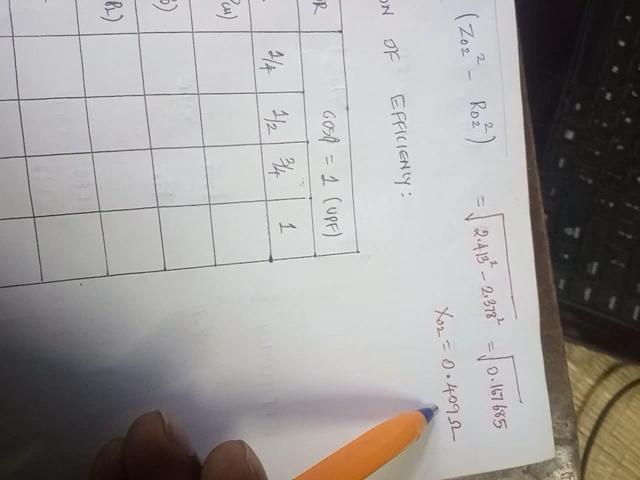 (Z₀₂² - R₀₂²) = √2.413² - 2.378² = √0.167685
X₀₂ = 0.409Ω
OF EFFICIENCY:
COSφ = 1 (UPF)
1/4 1/2 3/4 1